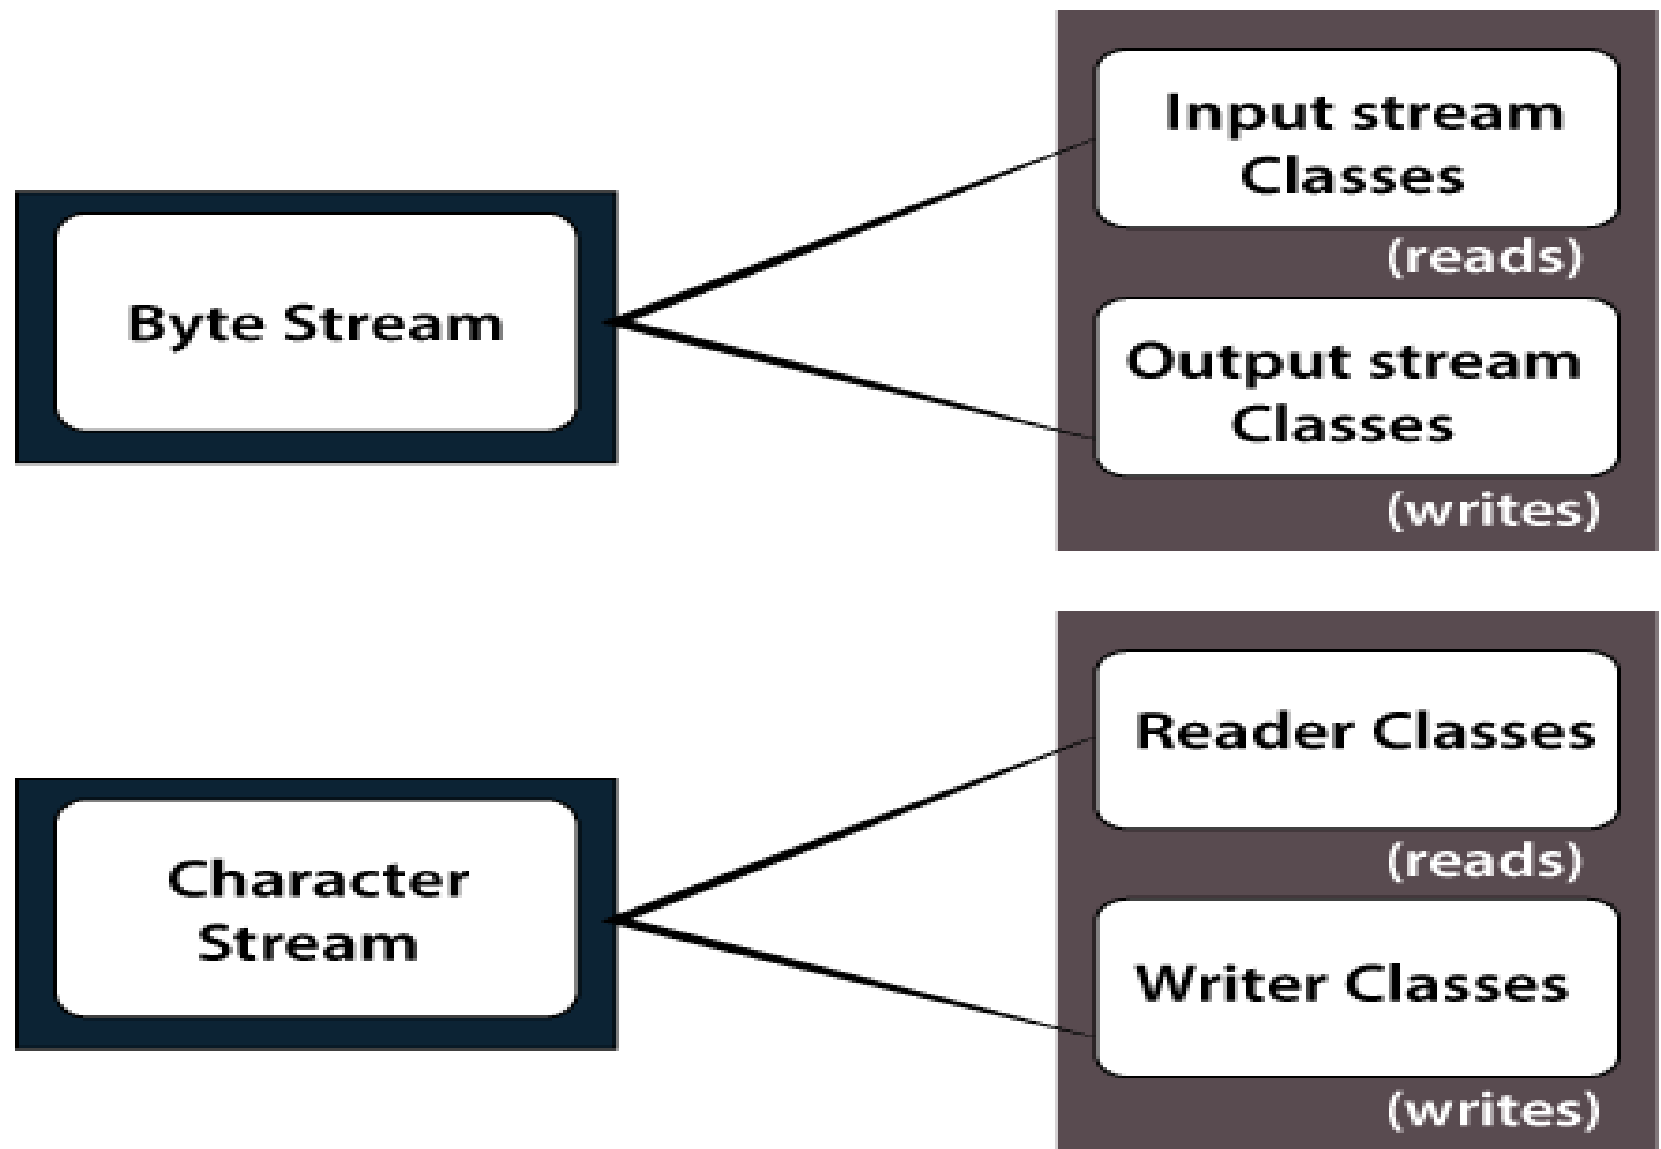 Byte Stream
Input stream
Classes
(reads)
Output stream
Classes
(writes)
Character
Stream
Reader Classes
(reads)
Writer Classes
(writes)